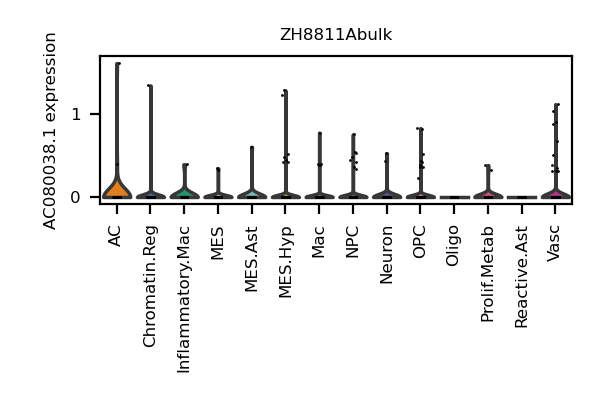 ZH8811Abulk
AC080038.1 expression
1
0
AC
Chromatin.Reg
Inflammatory.Mac
MES
MES.Ast
MES.Hyp
Mac
NPC
Neuron
OPC
Oligo
Prolif.Metab
Reactive.Ast
Vasc